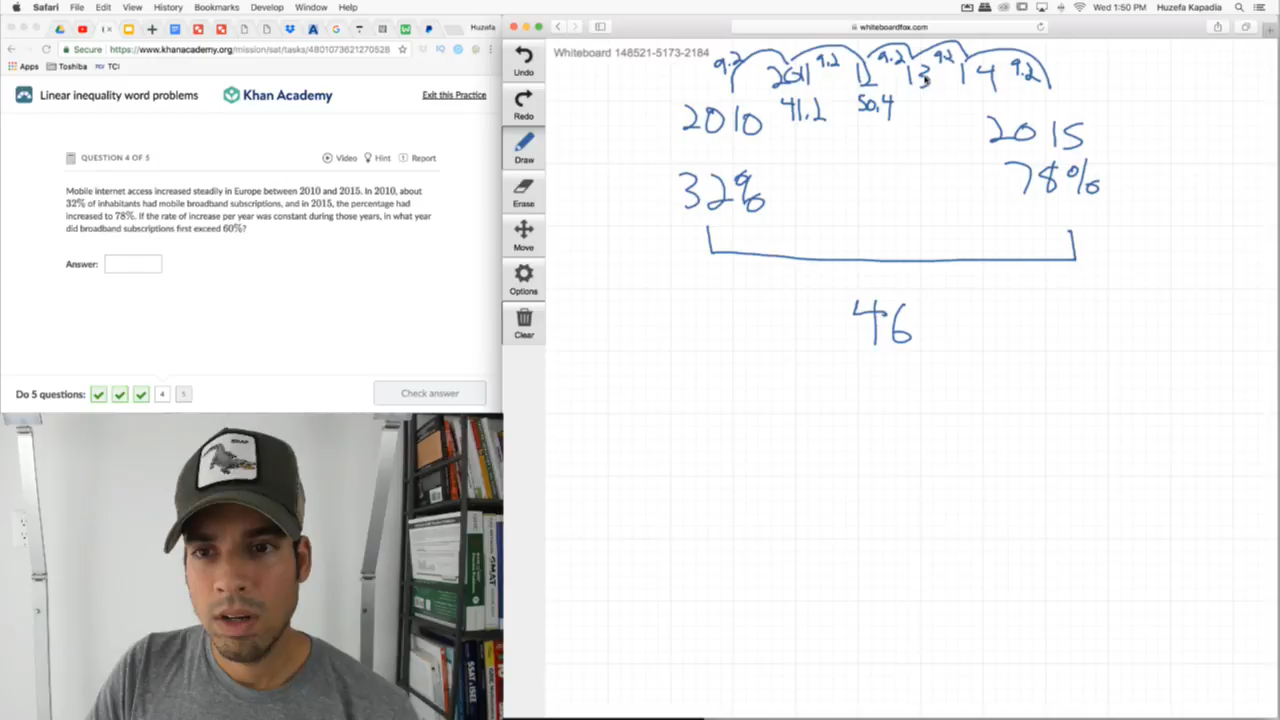 Safari File Edit View History Bookmarks Develop Window Help
Wed 1:50 PM Huzefa Kapadia
Huzefa
Secure https://www.khanacademy.org/mission/sat/tasks/4801073621270528
Apps Toshiba TCI
Linear inequality word problems
Khan Academy
Exit this Practice
QUESTION 4 OF 5
Video Hint Report
Mobile internet access increased steadily in Europe between 2010 and 2015. In 2010, about
32% of inhabitants had mobile broadband subscriptions, and in 2015, the percentage had
increased to 78%. If the rate of increase per year was constant during those years, in what year
did broadband subscriptions first exceed 60%?
Answer:
Do 5 questions: 4 5
Check answer
whiteboardfox.com
Whiteboard 148521-5173-2184
Undo
Redo
Draw
Erase
Move
Options
Clear
9.2 9.2 9.2 9.2 9.2
2011 12 13 14
2010 41.2 50.4 2015
32% 78%
46
GMAT
SSAT & ISEE